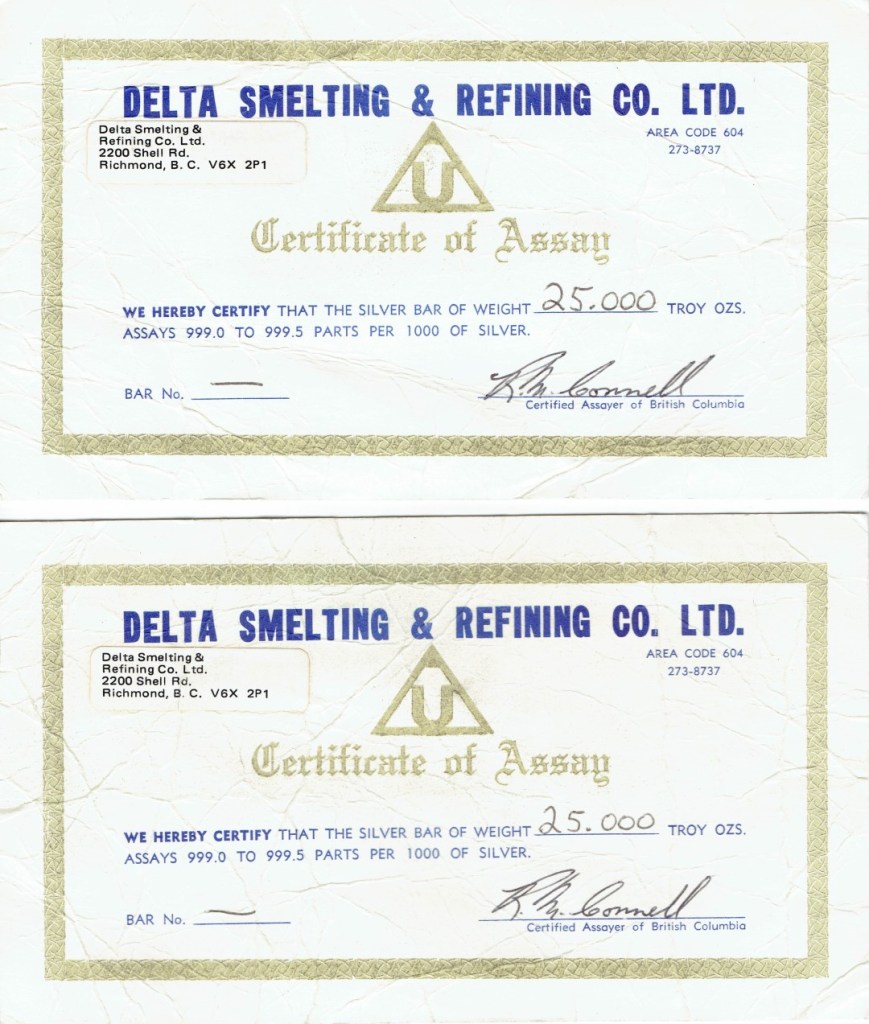 DELTA SMELTING & REFINING CO. LTD.
Delta Smelting &
Refining Co. Ltd.
2200 Shell Rd.
Richmond, B. C. V6X 2P1
AREA CODE 604
273-8737
U
Certificate of Assay
WE HEREBY CERTIFY THAT THE SILVER BAR OF WEIGHT 25.000 TROY OZS.
ASSAYS 999.0 TO 999.5 PARTS PER 1000 OF SILVER.
BAR No. —
R. M. Connell
Certified Assayer of British Columbia
DELTA SMELTING & REFINING CO. LTD.
Delta Smelting &
Refining Co. Ltd.
2200 Shell Rd.
Richmond, B. C. V6X 2P1
AREA CODE 604
273-8737
U
Certificate of Assay
WE HEREBY CERTIFY THAT THE SILVER BAR OF WEIGHT 25.000 TROY OZS.
ASSAYS 999.0 TO 999.5 PARTS PER 1000 OF SILVER.
BAR No. —
R. M. Connell
Certified Assayer of British Columbia